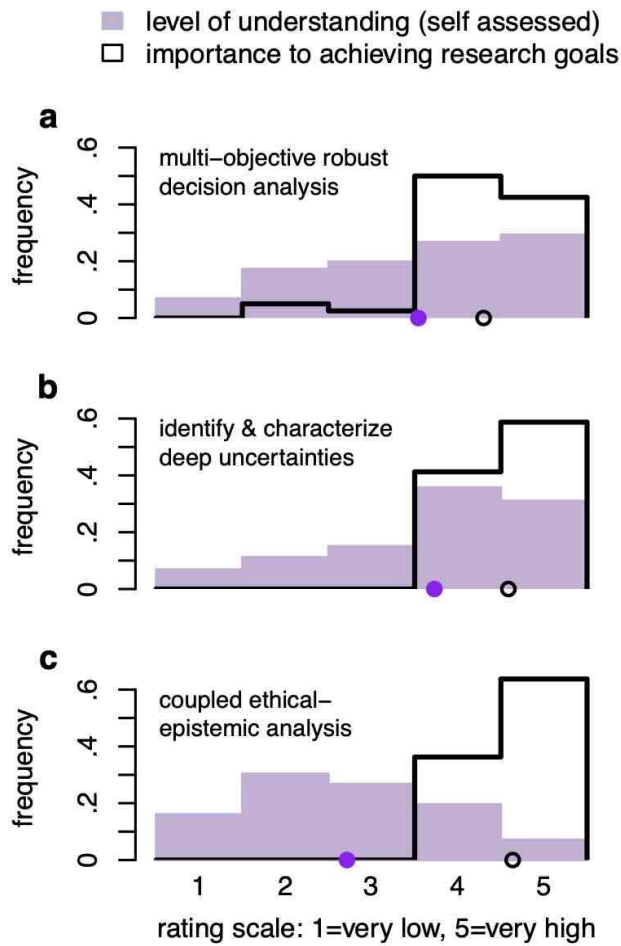 level of understanding (self assessed)
importance to achieving research goals
a
.6
multi−objective robust
decision analysis
.4
frequency
.2
0
b
.6
identify & characterize
deep uncertainties
.4
frequency
.2
0
c
.6
coupled ethical−
epistemic analysis
.4
frequency
.2
0
1 2 3 4 5
rating scale: 1=very low, 5=very high